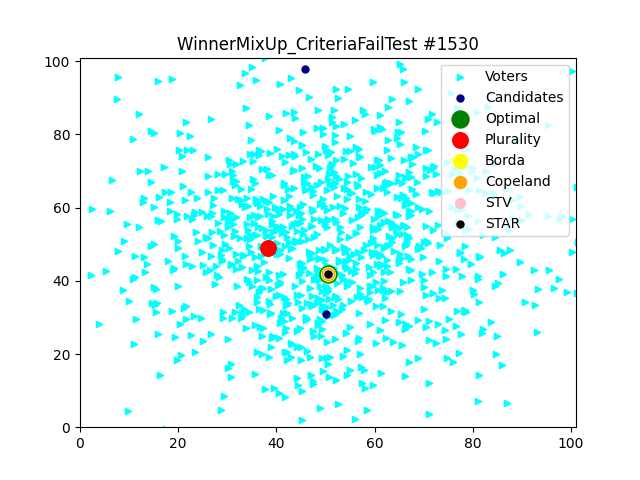 WinnerMixUp_CriteriaFailTest #1530
100
80
60
40
20
0
0
20
40
60
80
100
Voters
Candidates
Optimal
Plurality
Borda
Copeland
STV
STAR